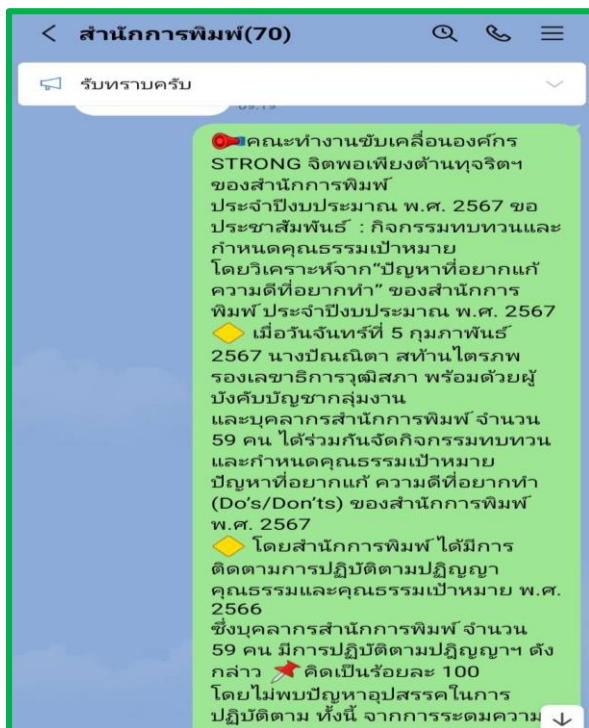 สำนักการพิมพ์(70)
รับทราบครับ
09:19
คณะทำงานขับเคลื่อนองค์กร
STRONG จิตพอเพียงต้านทุจริตฯ
ของสำนักการพิมพ์
ประจำปีงบประมาณ พ.ศ. 2567 ขอ
ประชาสัมพันธ์ : กิจกรรมทบทวนและ
กำหนดคุณธรรมเป้าหมาย
โดยวิเคราะห์จาก“ปัญหาที่อยากแก้
ความดีที่อยากทำ” ของสำนักการ
พิมพ์ ประจำปีงบประมาณ พ.ศ. 2567
เมื่อวันจันทร์ที่ 5 กุมภาพันธ์
2567 นางปัณณิตา สท้านไตรภพ
รองเลขาธิการวุฒิสภา พร้อมด้วยผู้
บังคับบัญชากลุ่มงาน
และบุคลากรสำนักการพิมพ์ จำนวน
59 คน ได้ร่วมกันจัดกิจกรรมทบทวน
และกำหนดคุณธรรมเป้าหมาย
ปัญหาที่อยากแก้ ความดีที่อยากทำ
(Do’s/Don’ts) ของสำนักการพิมพ์
พ.ศ. 2567
โดยสำนักการพิมพ์ ได้มีการ
ติดตามการปฏิบัติตามปฏิญญา
คุณธรรมและคุณธรรมเป้าหมาย พ.ศ.
2566
ซึ่งบุคลากรสำนักการพิมพ์ จำนวน
59 คน มีการปฏิบัติตามปฏิญญาฯ ดัง
กล่าว คิดเป็นร้อยละ 100
โดยไม่พบปัญหาอุปสรรคในการ
ปฏิบัติตาม ทั้งนี้ จากการระดมความ